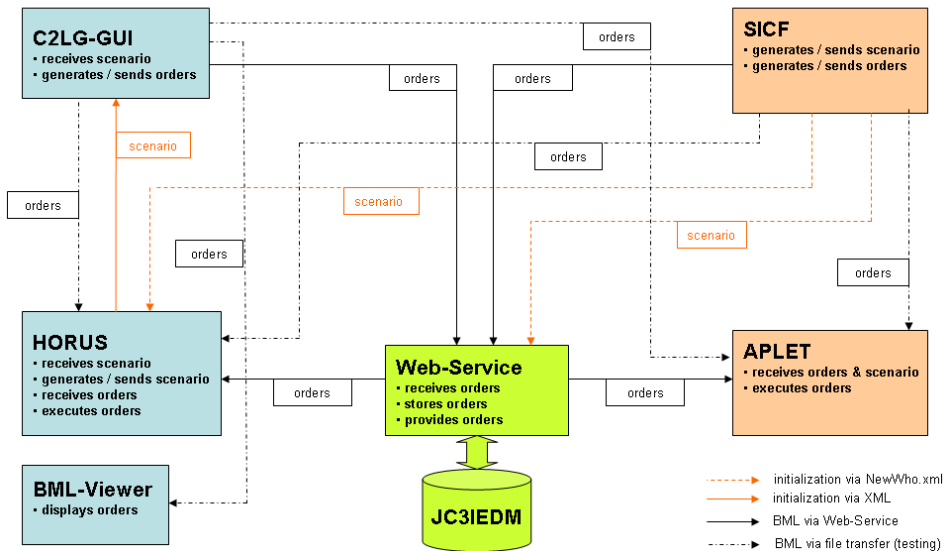 C2LG-GUI
• receives scenario
• generates / sends orders
SICF
• generates / sends scenario
• generates / sends orders
orders
orders
orders
orders
scenario
orders
orders
scenario
scenario
orders
orders
HORUS
• receives scenario
• generates / sends scenario
• receives orders
• executes orders
Web-Service
• receives orders
• stores orders
• provides orders
APLET
• receives orders & scenario
• executes orders
orders
orders
BML-Viewer
• displays orders
JC3IEDM
initialization via NewWho.xml
initialization via XML
BML via Web-Service
BML via file transfer (testing)